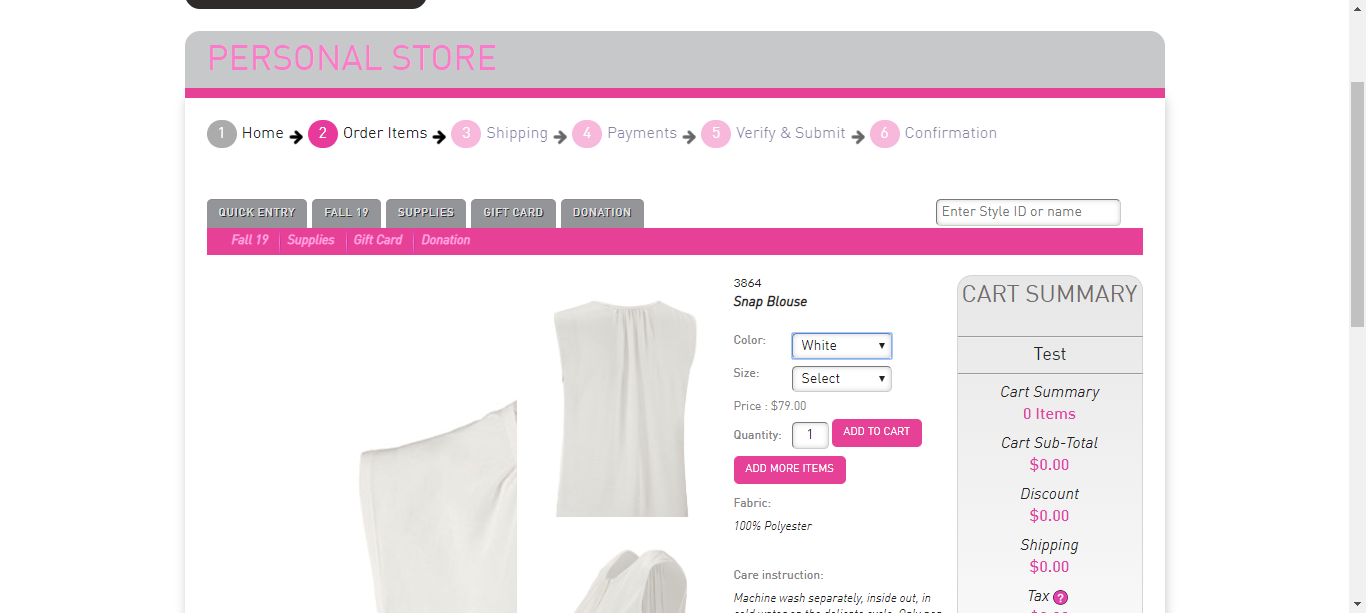 PERSONAL STORE
1 Home 2 Order Items 3 Shipping 4 Payments 5 Verify & Submit 6 Confirmation
QUICK ENTRY FALL 19 SUPPLIES GIFT CARD DONATION
Enter Style ID or name
Fall 19 Supplies Gift Card Donation
3864
Snap Blouse
Color: White
Size: Select
Price : $79.00
Quantity: 1 ADD TO CART
ADD MORE ITEMS
Fabric:
100% Polyester
Care instruction:
Machine wash separately, inside out, in
CART SUMMARY
Test
Cart Summary
0 Items
Cart Sub-Total
$0.00
Discount
$0.00
Shipping
$0.00
Tax ?